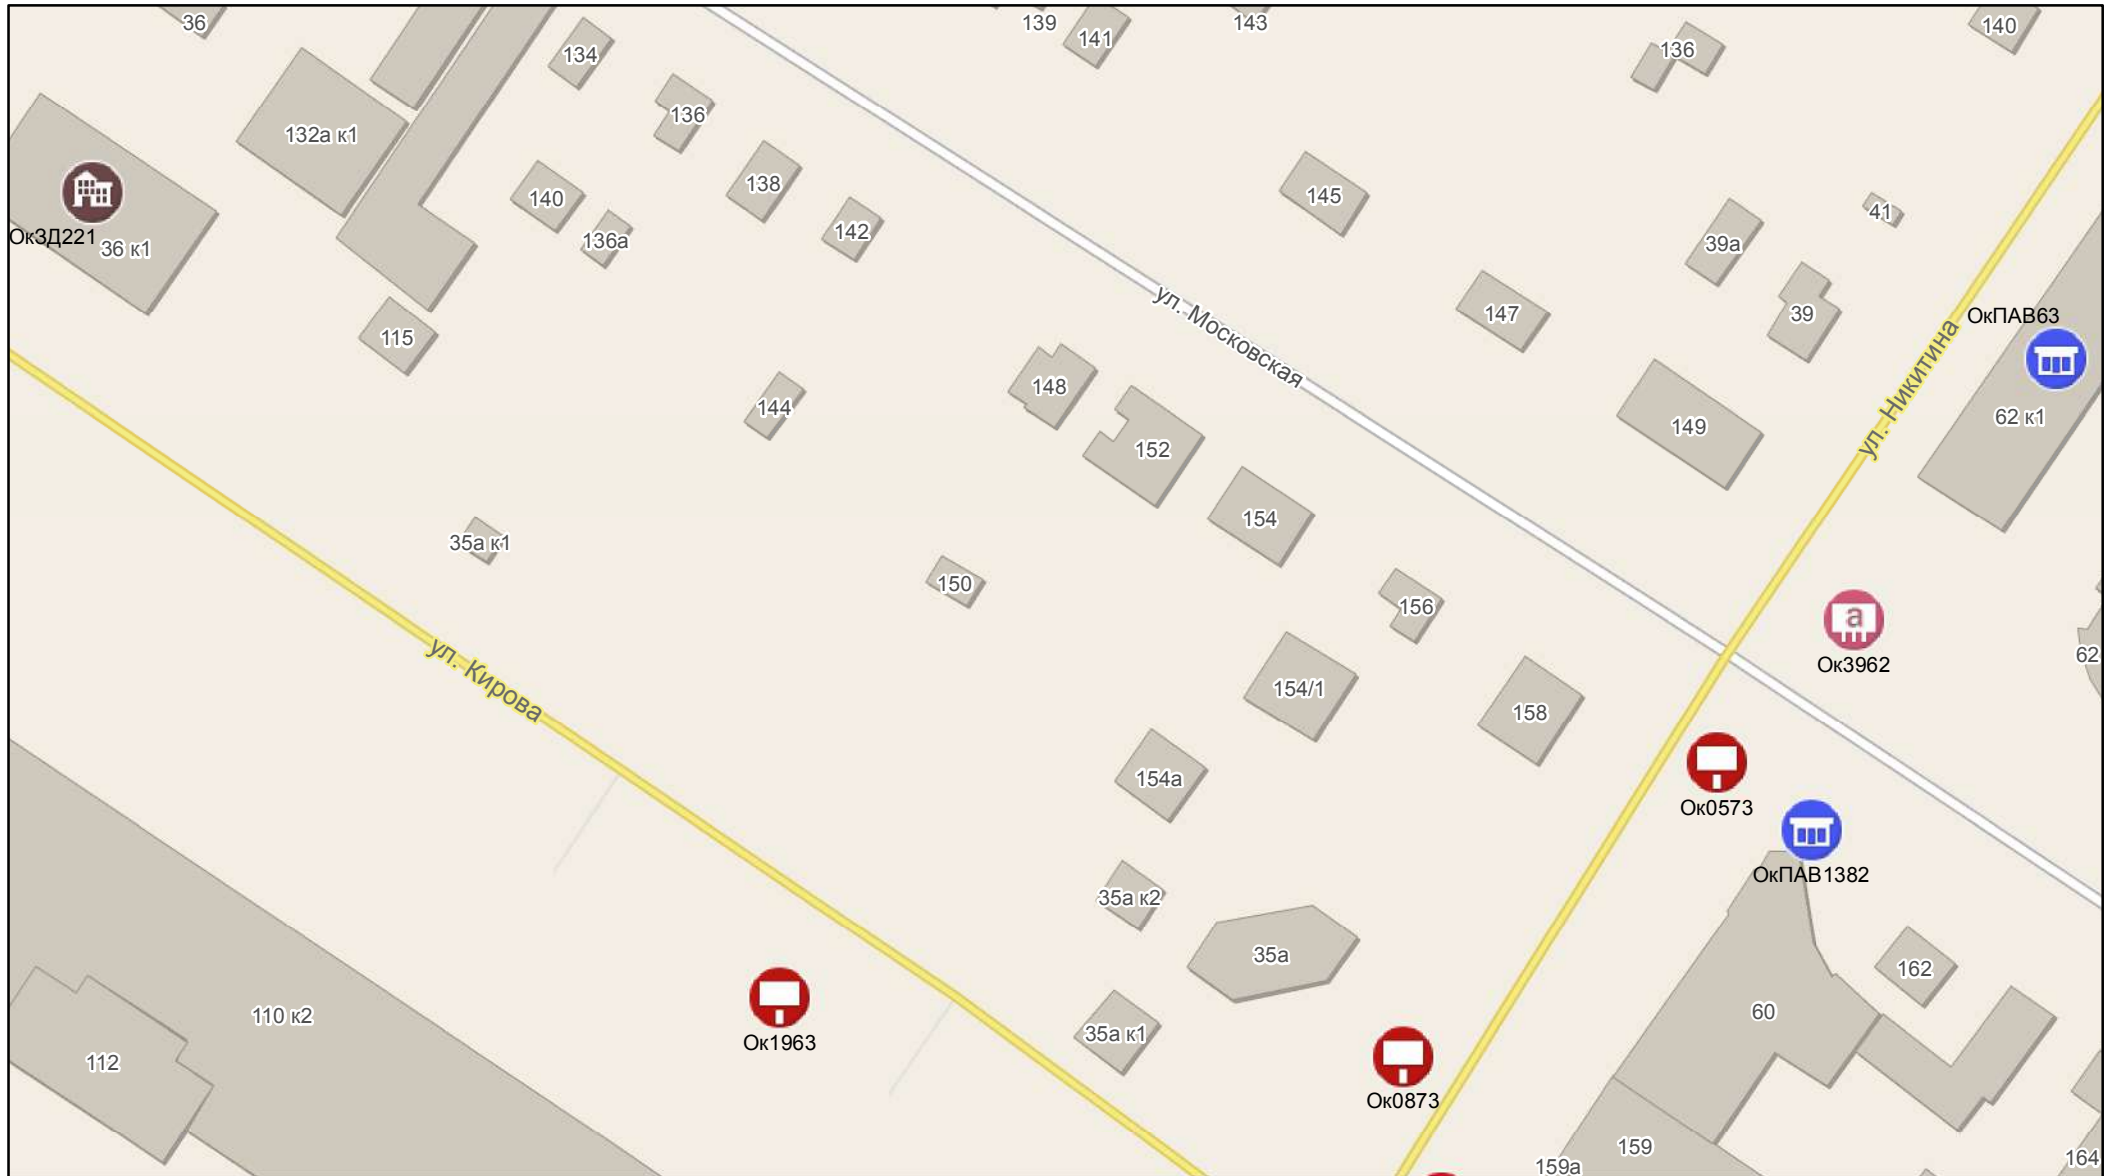 36
134
139
141
143
136
140
132а к1
136
140
138
145
41
136а
142
39а
ОкЗД221
36 к1
147
39
ОкПАВ63
115
ул. Московская
ул. Никитина
148
144
149
62 к1
152
154
35а к1
150
156
Ок3962
62
ул. Кирова
154/1
158
154а
Ок0573
ОкПАВ1382
35а к2
35а
162
110 к2
60
Ок1963
35а к1
112
Ок0873
159
159а
164